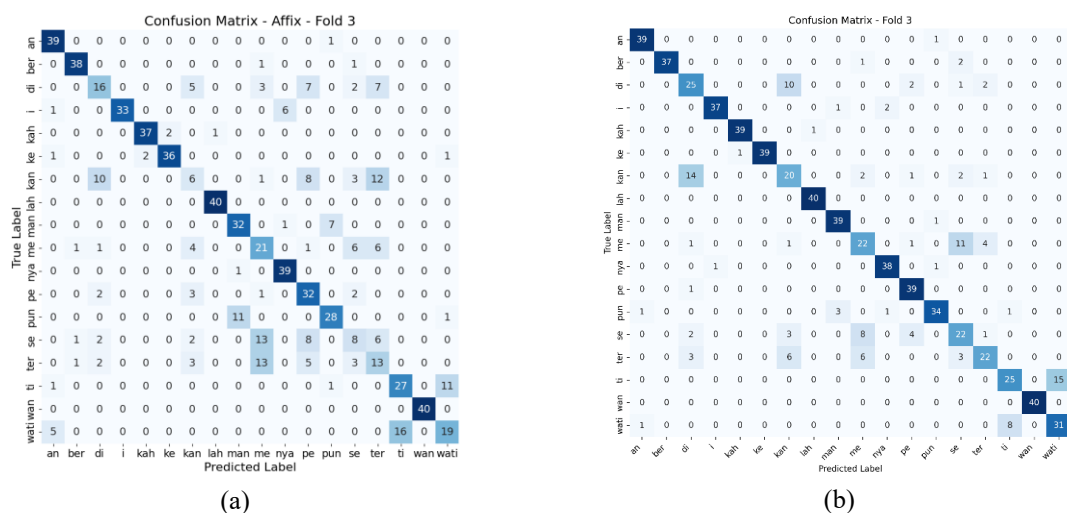 Confusion Matrix - Affix - Fold 3
True Label
an 39 0 0 0 0 0 0 0 0 0 0 0 1 0 0 0 0 0
ber 0 38 0 0 0 0 0 0 0 1 0 0 0 1 0 0 0 0
di 0 0 16 0 0 0 5 0 0 3 0 7 0 2 7 0 0 0
i 1 0 0 33 0 0 0 0 0 0 6 0 0 0 0 0 0 0
kah 0 0 0 0 37 2 0 1 0 0 0 0 0 0 0 0 0 0
ke 1 0 0 0 2 36 0 0 0 0 0 0 0 0 0 0 0 1
kan 0 0 10 0 0 0 6 0 0 1 0 8 0 3 12 0 0 0
lah 0 0 0 0 0 0 0 40 0 0 0 0 0 0 0 0 0 0
man 0 0 0 0 0 0 0 0 32 0 1 0 7 0 0 0 0 0
me 0 1 1 0 0 0 4 0 0 21 0 1 0 6 6 0 0 0
nya 0 0 0 0 0 0 0 0 1 0 39 0 0 0 0 0 0 0
pe 0 0 2 0 0 0 3 0 0 1 0 32 0 2 0 0 0 0
pun 0 0 0 0 0 0 0 0 11 0 0 0 28 0 0 0 0 1
se 0 1 2 0 0 0 2 0 0 13 0 8 0 8 6 0 0 0
ter 0 1 2 0 0 0 3 0 0 13 0 5 0 3 13 0 0 0
ti 1 0 0 0 0 0 0 0 0 0 0 0 1 0 0 27 0 11
wan 0 0 0 0 0 0 0 0 0 0 0 0 0 0 0 0 40 0
wati 5 0 0 0 0 0 0 0 0 0 0 0 0 0 0 16 0 19
an ber di i kah ke kan lah man me nya pe pun se ter ti wan wati
Predicted Label
(a)
Confusion Matrix - Fold 3
True Label
an 39 0 0 0 0 0 0 0 0 0 0 0 1 0 0 0 0 0
ber 0 37 0 0 0 0 0 0 0 1 0 0 0 2 0 0 0 0
di 0 0 25 0 0 0 10 0 0 0 0 2 0 1 2 0 0 0
i 0 0 0 37 0 0 0 0 1 0 2 0 0 0 0 0 0 0
kah 0 0 0 0 39 0 0 1 0 0 0 0 0 0 0 0 0 0
ke 0 0 0 0 1 39 0 0 0 0 0 0 0 0 0 0 0 0
kan 0 0 14 0 0 0 20 0 0 2 0 1 0 2 1 0 0 0
lah 0 0 0 0 0 0 0 40 0 0 0 0 0 0 0 0 0 0
man 0 0 0 0 0 0 0 0 39 0 0 0 1 0 0 0 0 0
me 0 0 1 0 0 0 1 0 0 22 0 1 0 11 4 0 0 0
nya 0 0 0 1 0 0 0 0 0 0 38 0 1 0 0 0 0 0
pe 0 0 1 0 0 0 0 0 0 0 0 39 0 0 0 0 0 0
pun 1 0 0 0 0 0 0 0 3 0 1 0 34 0 0 1 0 0
se 0 0 2 0 0 0 3 0 0 8 0 4 0 22 1 0 0 0
ter 0 0 3 0 0 0 6 0 0 6 0 0 0 3 22 0 0 0
ti 0 0 0 0 0 0 0 0 0 0 0 0 0 0 0 25 0 15
wan 0 0 0 0 0 0 0 0 0 0 0 0 0 0 0 0 40 0
wati 1 0 0 0 0 0 0 0 0 0 0 0 0 0 0 8 0 31
an ber di i kah ke kan lah man me nya pe pun se ter ti wan wati
Predicted Label
(b)